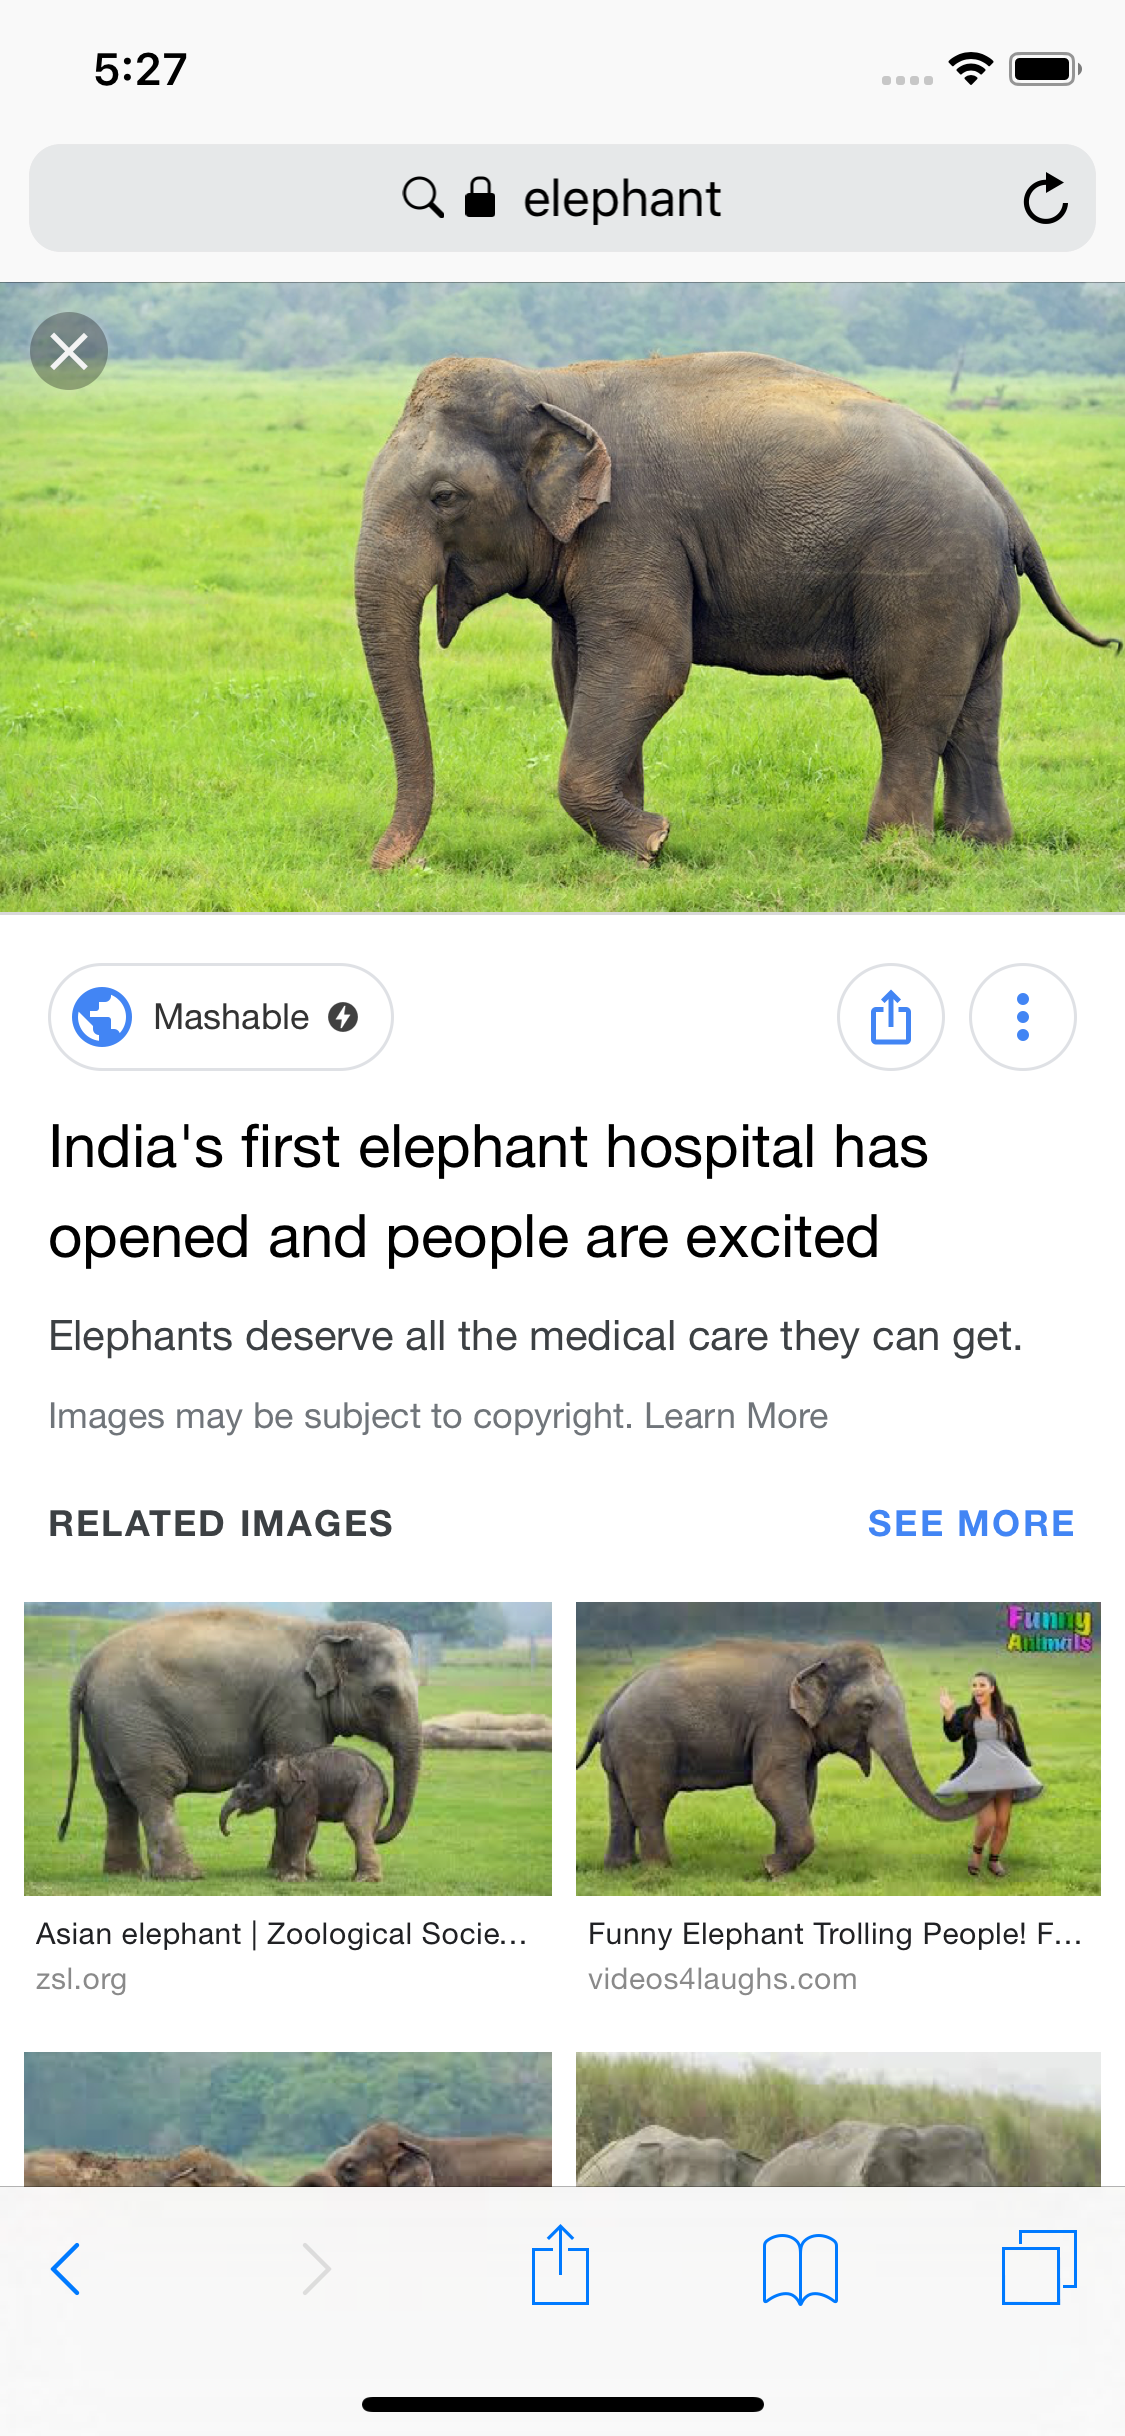 5:27
elephant
Mashable
India's first elephant hospital has
opened and people are excited
Elephants deserve all the medical care they can get.
Images may be subject to copyright. Learn More
RELATED IMAGES
SEE MORE
Funny
Animals
Asian elephant | Zoological Socie...
zsl.org
Funny Elephant Trolling People! F...
videos4laughs.com